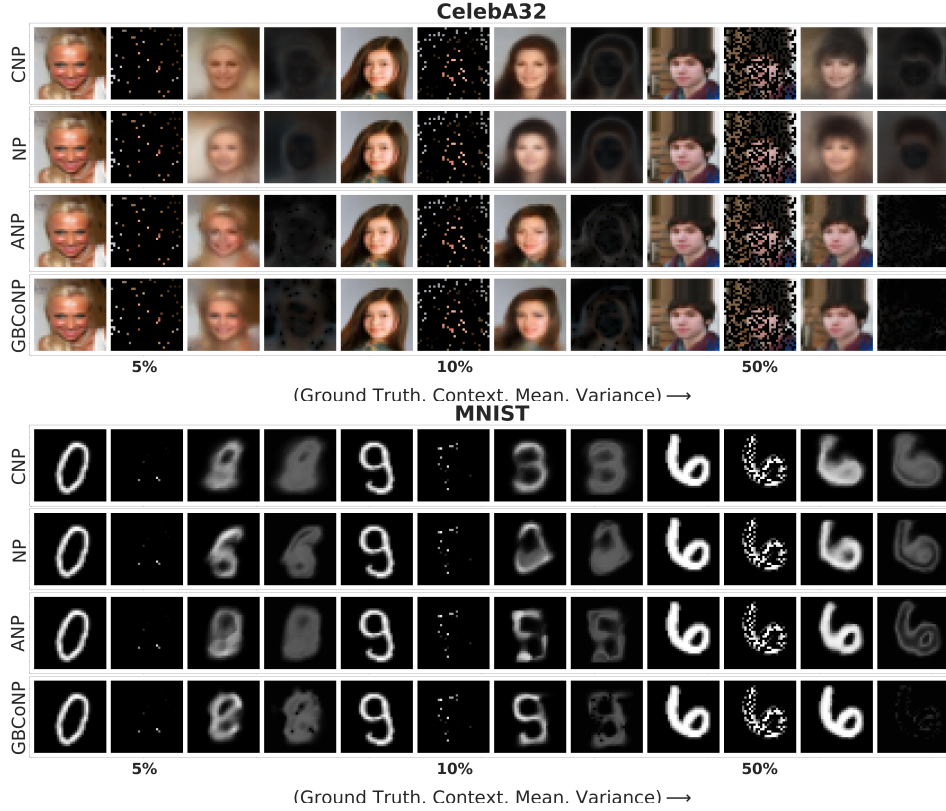 CelebA32
CNP
NP
ANP
GBCoNP
5% 10% 50%
(Ground Truth, Context, Mean, Variance) →
MNIST
CNP
NP
ANP
GBCoNP
5% 10% 50%
(Ground Truth, Context, Mean, Variance) →